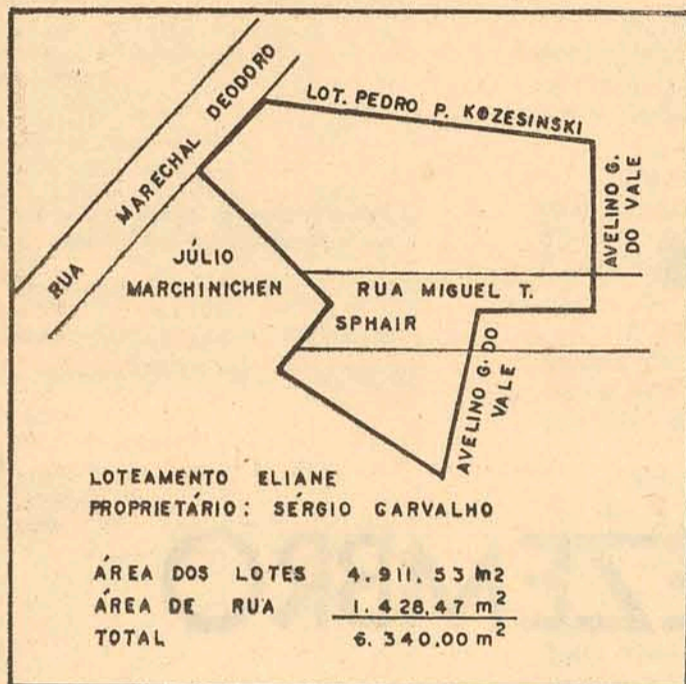 RUA MARECHAL DEODORO
LOT. PEDRO P. KOZESINSKI
AVELINO G.
DO VALE
JÚLIO
MARCHINICHEN
RUA MIGUEL T.
SPHAIR
AVELINO G. DO
VALE
LOTEAMENTO ELIANE
PROPRIETÁRIO: SÉRGIO CARVALHO
ÁREA DOS LOTES 4.911,53 m2
ÁREA DE RUA 1.428,47 m²
TOTAL 6.340,00 m²